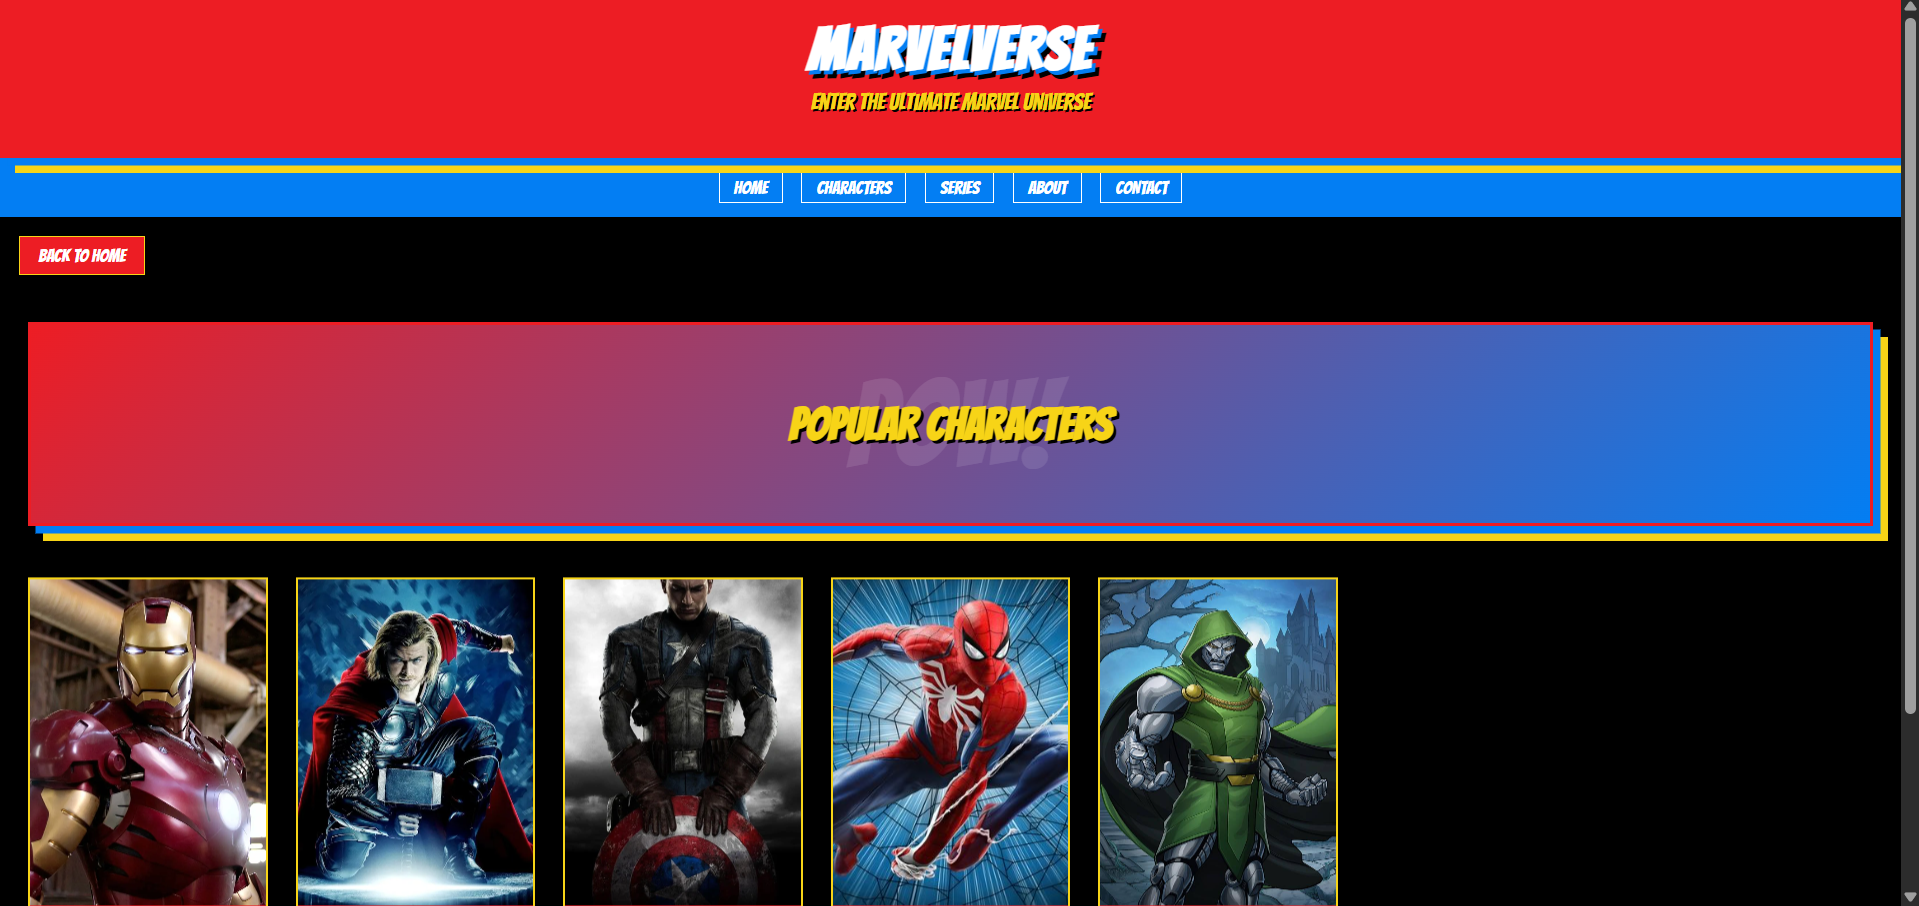 MARVELVERSE
ENTER THE ULTIMATE MARVEL UNIVERSE
HOME CHARACTERS SERIES ABOUT CONTACT
BACK TO HOME
POW!
POPULAR CHARACTERS